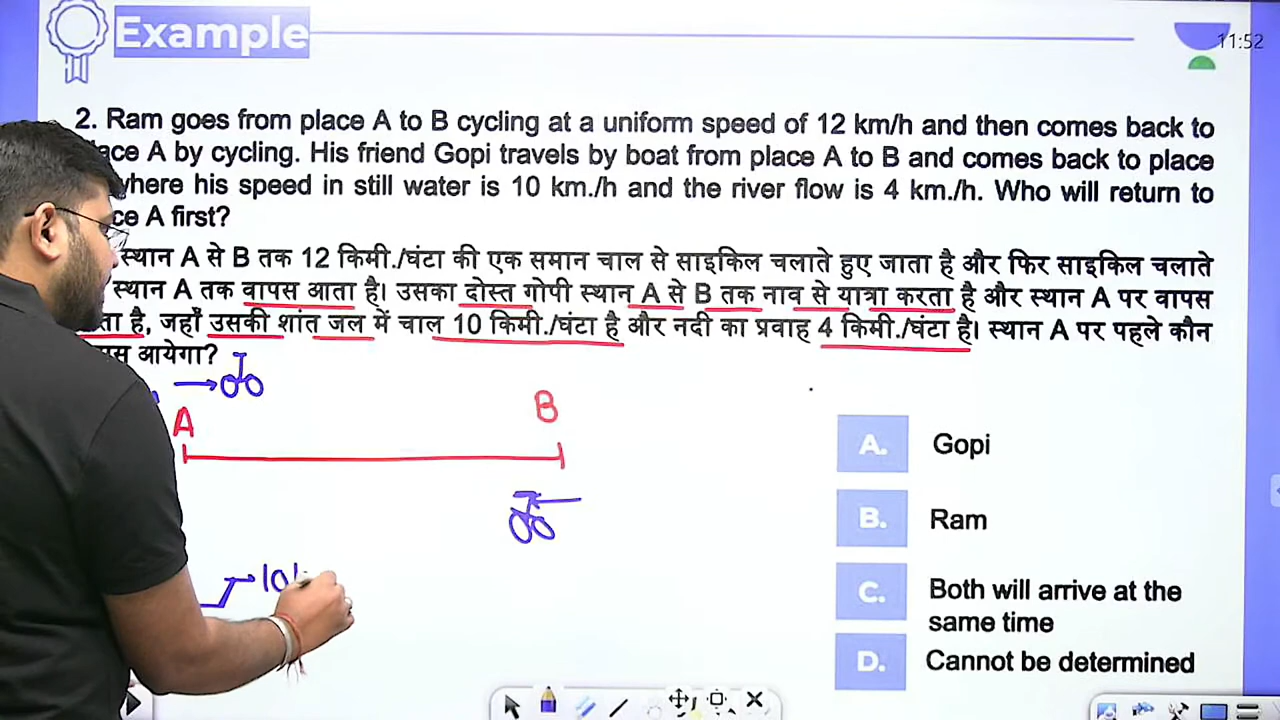 Example
11:52
2. Ram goes from place A to B cycling at a uniform speed of 12 km/h and then comes back to
ace A by cycling. His friend Gopi travels by boat from place A to B and comes back to place
where his speed in still water is 10 km./h and the river flow is 4 km./h. Who will return to
ce A first?
स्थान A से B तक 12 किमी./घंटा की एक समान चाल से साइकिल चलाते हुए जाता है और फिर साइकिल चलाते
स्थान A तक वापस आता है। उसका दोस्त गोपी स्थान A से B तक नाव से यात्रा करता है और स्थान A पर वापस
ता है, जहाँ उसकी शांत जल में चाल 10 किमी./घंटा है और नदी का प्रवाह 4 किमी./घंटा है। स्थान A पर पहले कौन
स आयेगा?
A B
10
A. Gopi
B. Ram
C. Both will arrive at the
same time
D. Cannot be determined